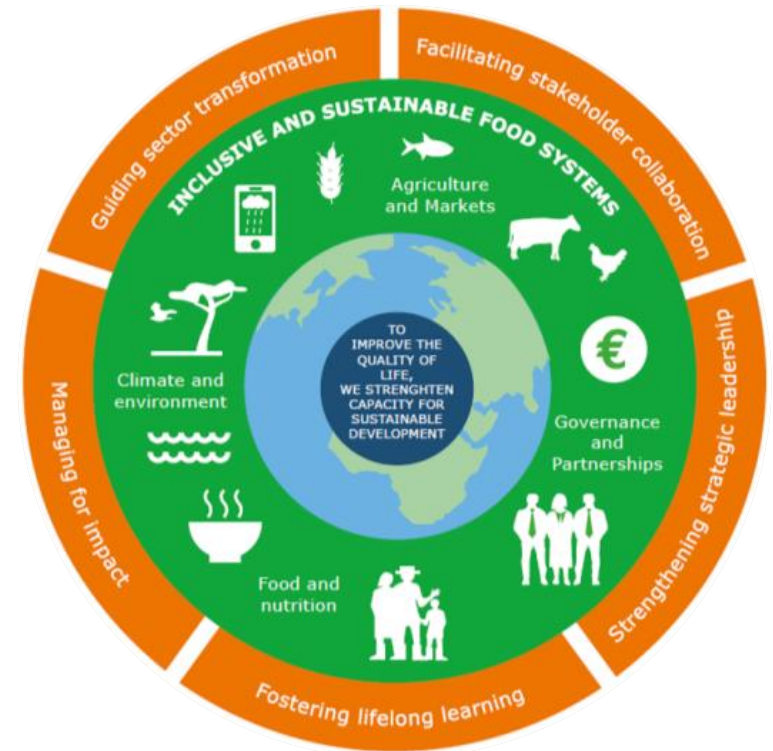 Guiding sector transformation
Facilitating stakeholder collaboration
Strengthening strategic leadership
Fostering lifelong learning
Managing for impact
INCLUSIVE AND SUSTAINABLE FOOD SYSTEMS
Agriculture
and Markets
€
Governance
and
Partnerships
Food and
nutrition
Climate and
environment
TO
IMPROVE THE
QUALITY OF
LIFE,
WE STRENGHTEN
CAPACITY FOR
SUSTAINABLE
DEVELOPMENT